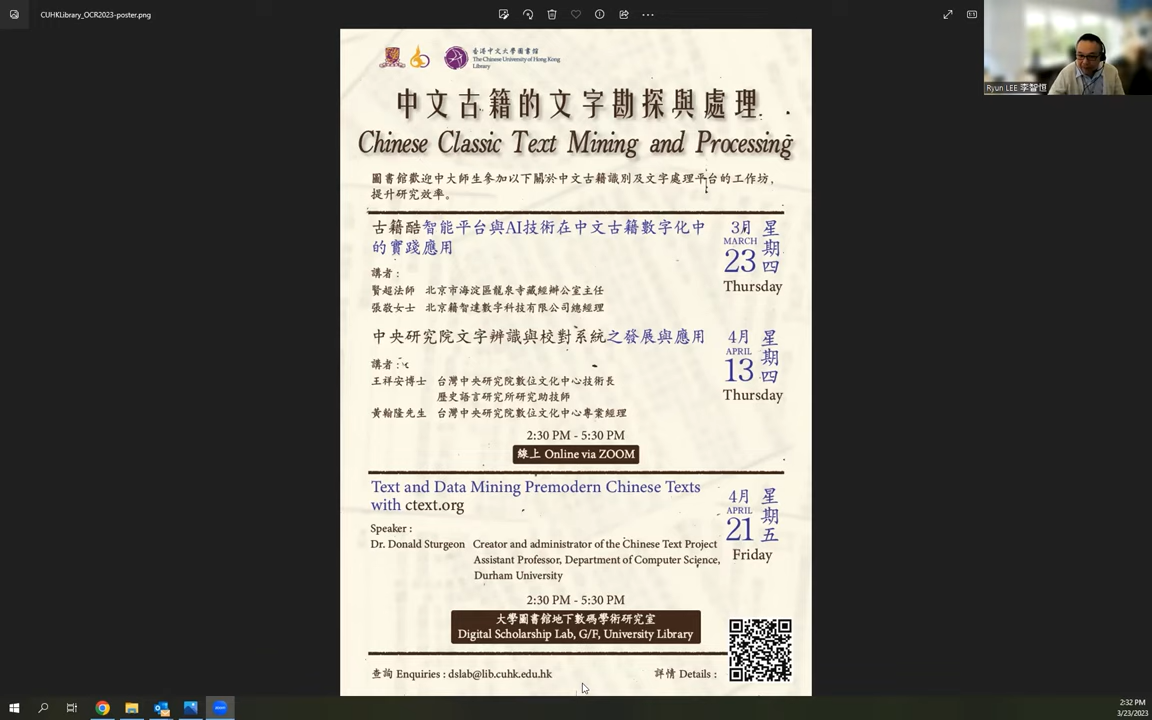 CUHKLibrary_OCR2023-poster.png
Ryun LEE 李智恒
香港中文大學圖書館
The Chinese University of Hong Kong
Library
中文古籍的文字勘探與處理
Chinese Classic Text Mining and Processing
圖書館歡迎中大師生參加以下關於中文古籍識別及文字處理平台的工作坊，
提升研究效率。
古籍酷智能平台與AI技術在中文古籍數字化中
的實踐應用
講者：
賢超法師 北京市海淀區龍泉寺藏經辦公室主任
張敬女士 北京籍智達數字科技有限公司總經理
3月
MARCH
23
星期四
Thursday
中央研究院文字辨識與校對系統之發展與應用
講者：
王祥安博士 台灣中央研究院數位文化中心技術長
歷史語言研究所研究助技師
黃翰隆先生 台灣中央研究院數位文化中心專案經理
4月
APRIL
13
星期四
Thursday
2:30 PM - 5:30 PM
線上 Online via ZOOM
Text and Data Mining Premodern Chinese Texts
with ctext.org
Speaker :
Dr. Donald Sturgeon Creator and administrator of the Chinese Text Project
Assistant Professor, Department of Computer Science,
Durham University
4月
APRIL
21
星期五
Friday
2:30 PM - 5:30 PM
大學圖書館地下數碼學術研究室
Digital Scholarship Lab, G/F, University Library
查詢 Enquiries : dslab@lib.cuhk.edu.hk
詳情 Details :
zoom
2:32 PM
3/23/2023